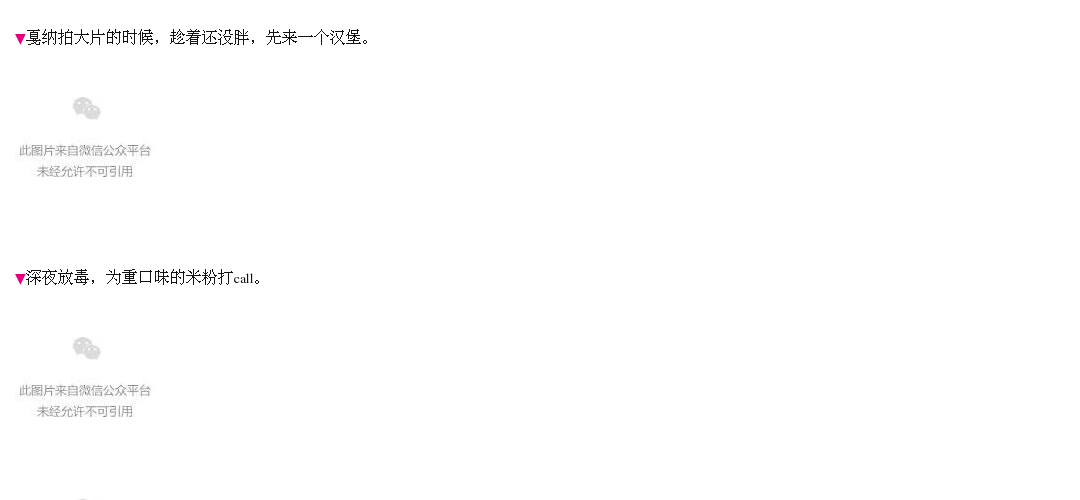 ▼戛纳拍大片的时候，趁着还没胖，先来一个汉堡。
此图片来自微信公众平台
未经允许不可引用
▼深夜放毒，为重口味的米粉打call。
此图片来自微信公众平台
未经允许不可引用